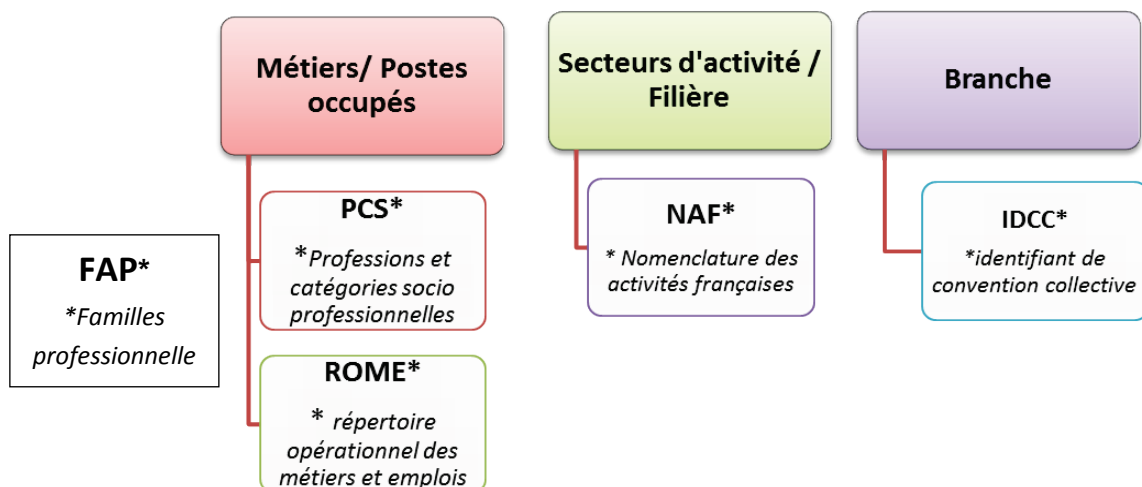 Métiers/ Postes
occupés
Secteurs d'activité /
Filière
Branche
FAP*
*Familles
professionnelle
PCS*
*Professions et
catégories socio
professionnelles
ROME*
* répertoire
opérationnel des
métiers et emplois
NAF*
* Nomenclature des
activités françaises
IDCC*
*identifiant de
convention collective